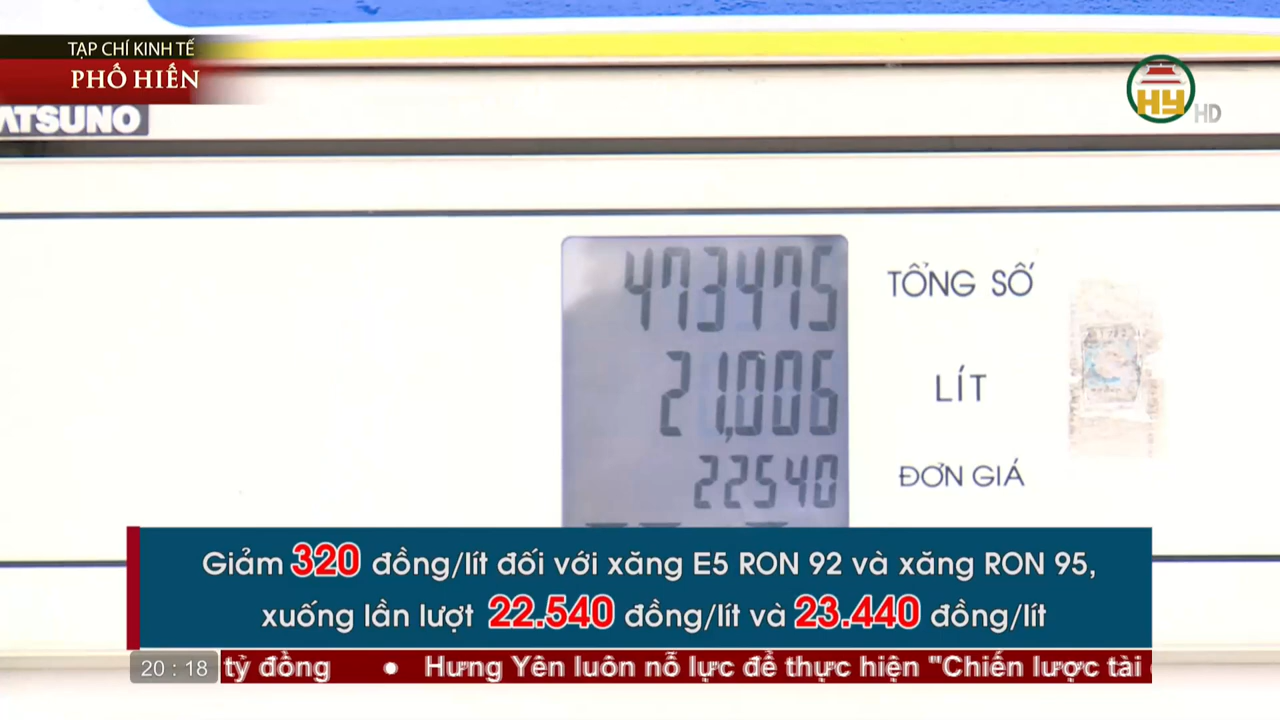 TẠP CHÍ KINH TẾ
PHỐ HIẾN
HY HD
ATSUNO
473475 TỔNG SỐ
21,006 LÍT
22540 ĐƠN GIÁ
Giảm 320 đồng/lít đối với xăng E5 RON 92 và xăng RON 95,
xuống lần lượt 22.540 đồng/lít và 23.440 đồng/lít
20 : 18 tỷ đồng ● Hưng Yên luôn nỗ lực để thực hiện "Chiến lược tài